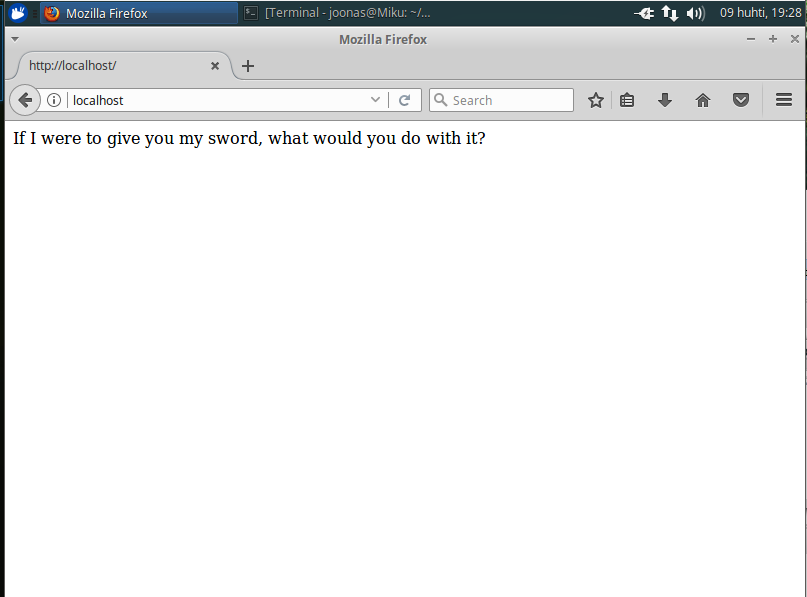 Mozilla Firefox
[Terminal - joonas@Miku: ~/...
09 huhti, 19:28
Mozilla Firefox
http://localhost/
localhost
Search
If I were to give you my sword, what would you do with it?